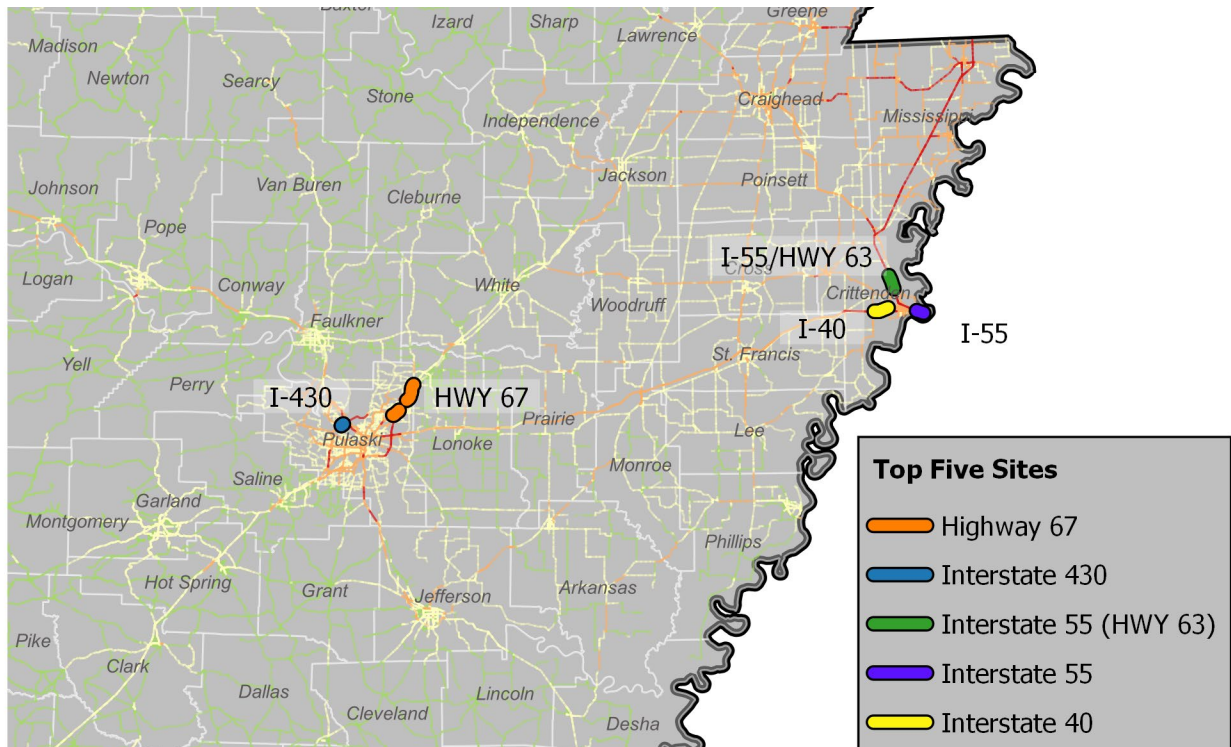 Baxter
Izard
Sharp
Greene
Lawrence
Madison
Newton
Searcy
Stone
Craighead
Independence
Mississippi
Johnson
Van Buren
Cleburne
Jackson
Poinsett
Pope
I-55/HWY 63
Logan
Conway
White
Woodruff
Cross
Crittenden
Faulkner
I-40
I-55
Yell
Perry
St. Francis
I-430
HWY 67
Prairie
Pulaski
Lonoke
Lee
Saline
Monroe
Garland
Montgomery
Phillips
Hot Spring
Grant
Jefferson
Arkansas
Pike
Clark
Dallas
Lincoln
Cleveland
Desha
Top Five Sites
Highway 67
Interstate 430
Interstate 55 (HWY 63)
Interstate 55
Interstate 40